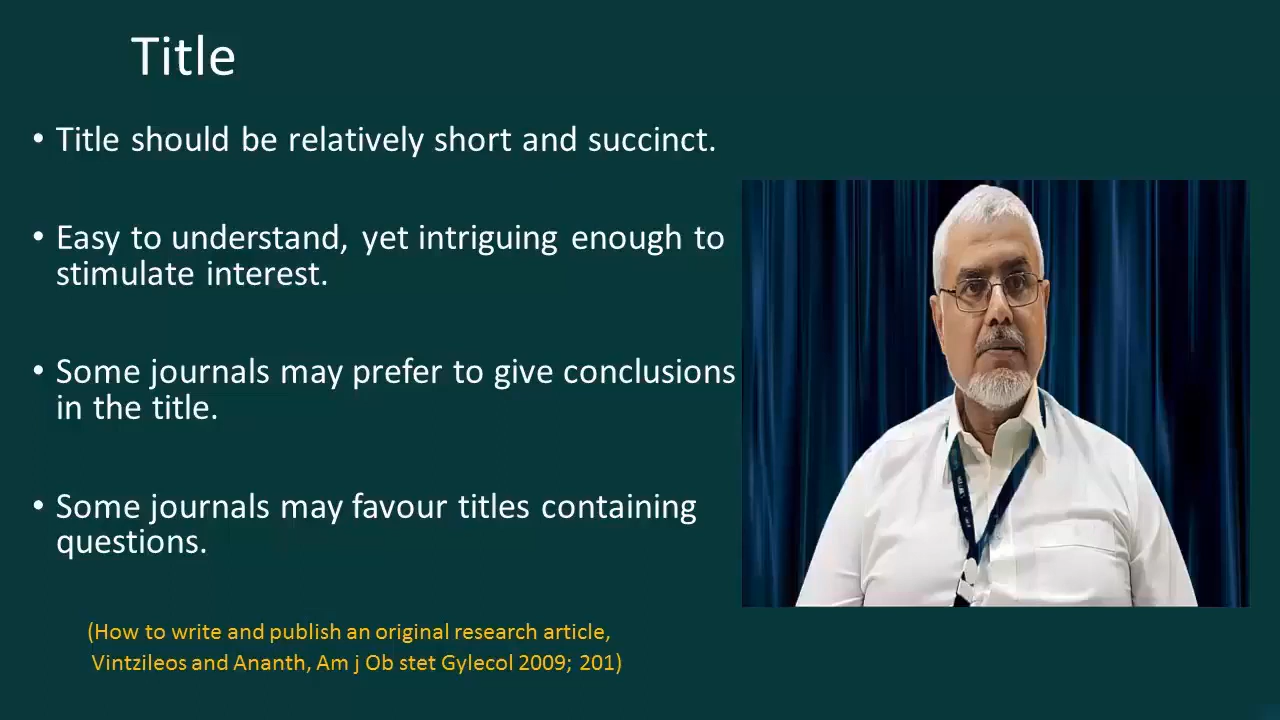 Title
• Title should be relatively short and succinct.
• Easy to understand, yet intriguing enough to
stimulate interest.
• Some journals may prefer to give conclusions
in the title.
• Some journals may favour titles containing
questions.
(How to write and publish an original research article,
Vintzileos and Ananth, Am j Ob stet Gylecol 2009; 201)